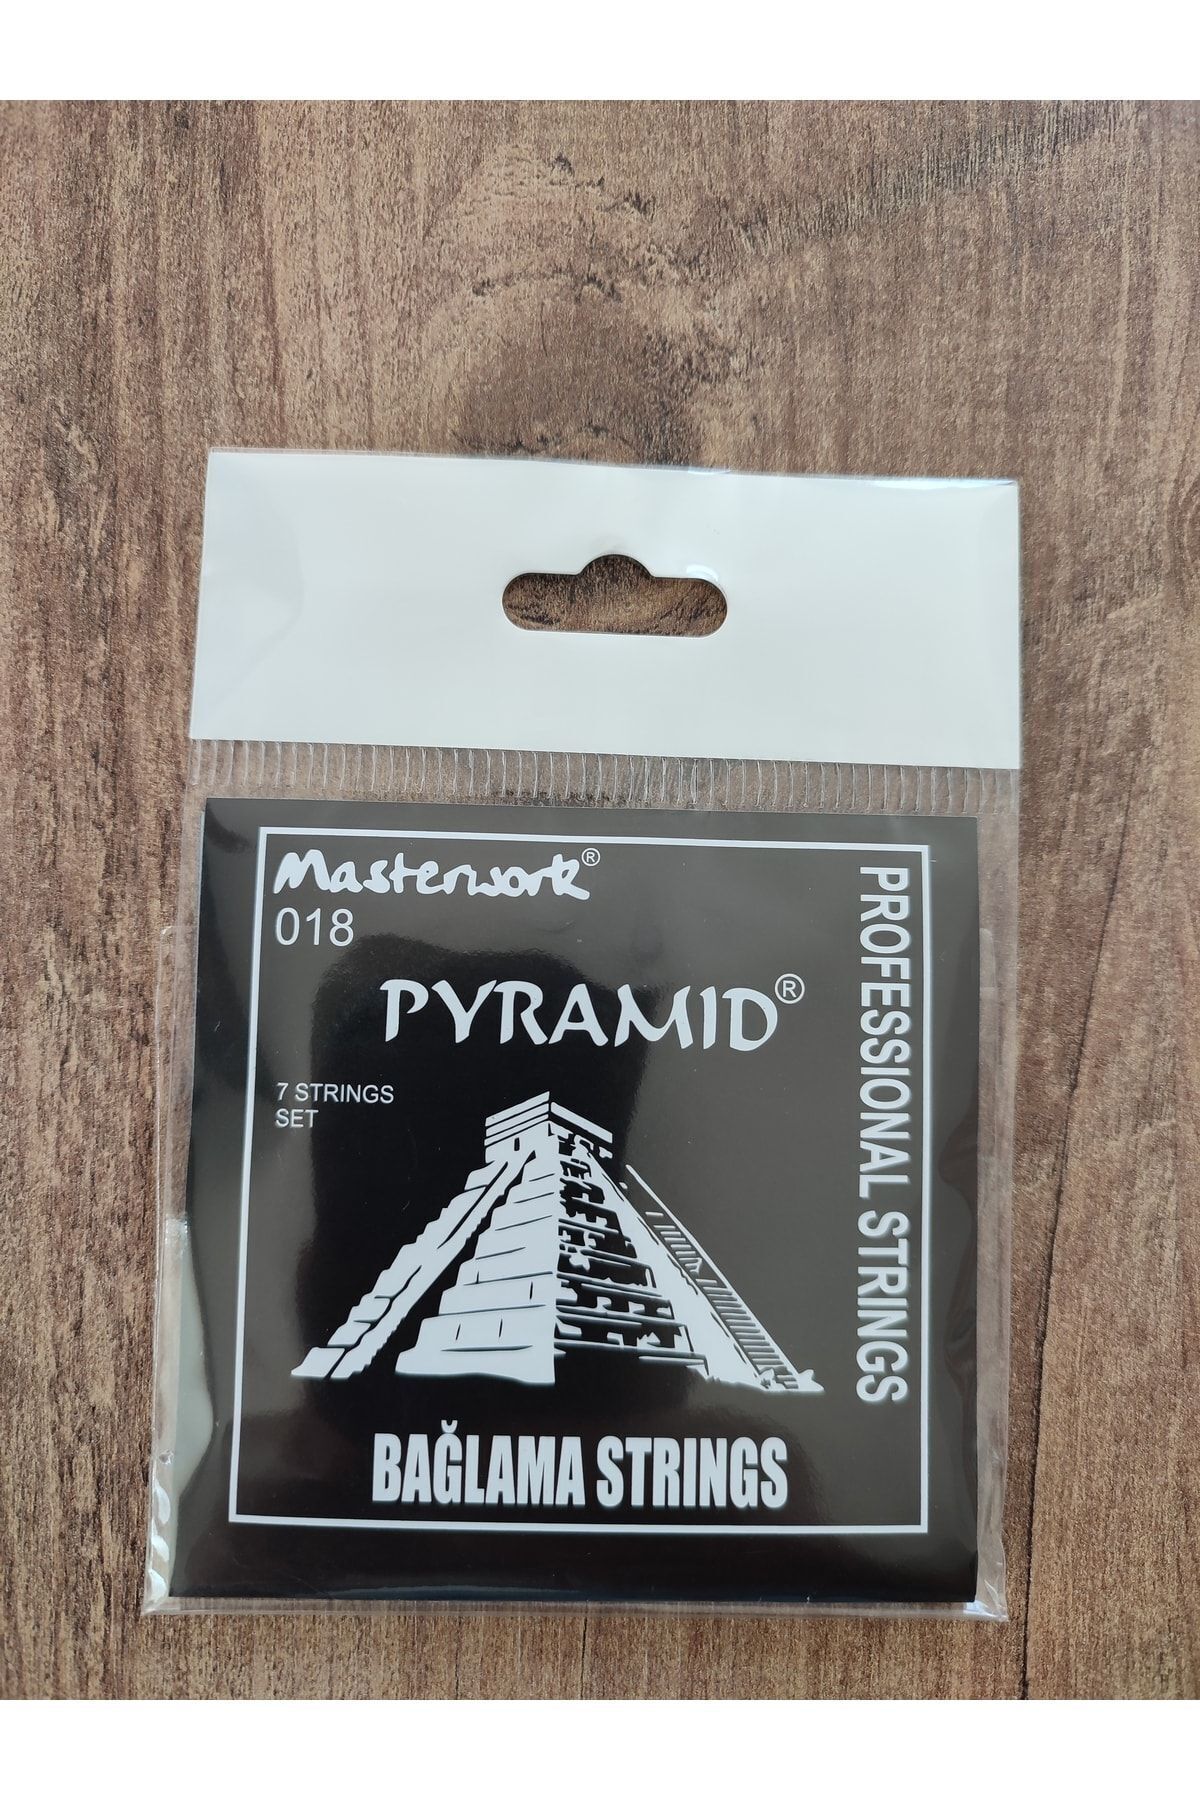 Masterwork®
018
PYRAMID®
7 STRINGS
SET
PROFESSIONAL STRINGS
BAĞLAMA STRINGS